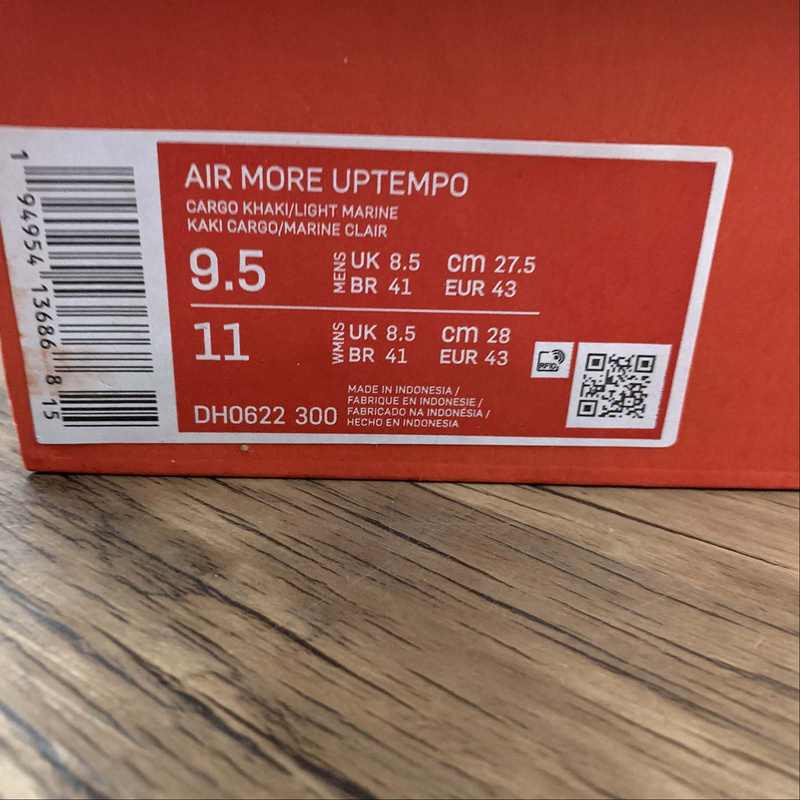 AIR MORE UPTEMPO
CARGO KHAKI/LIGHT MARINE
KAKI CARGO/MARINE CLAIR
9.5 MENS UK 8.5 cm 27.5
BR 41 EUR 43
11 WMNS UK 8.5 cm 28
BR 41 EUR 43
RFID
DH0622 300
MADE IN INDONESIA /
FABRIQUE EN INDONESIE /
FABRICADO NA INDONÉSIA /
HECHO EN INDONESIA
1 94954 13686 8 15